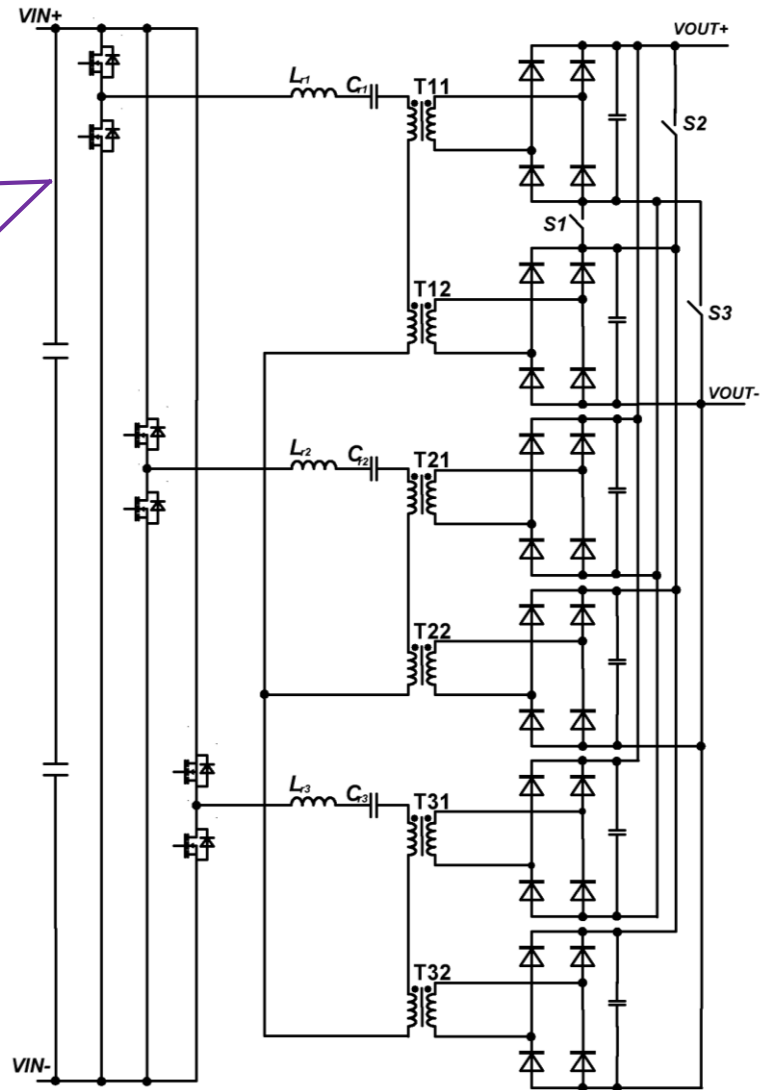 VIN+
VOUT+
Lr1
Cr1
T11
S2
S1
T12
S3
VOUT-
Lr2
Cr2
T21
T22
Lr3
Cr3
T31
T32
VIN-